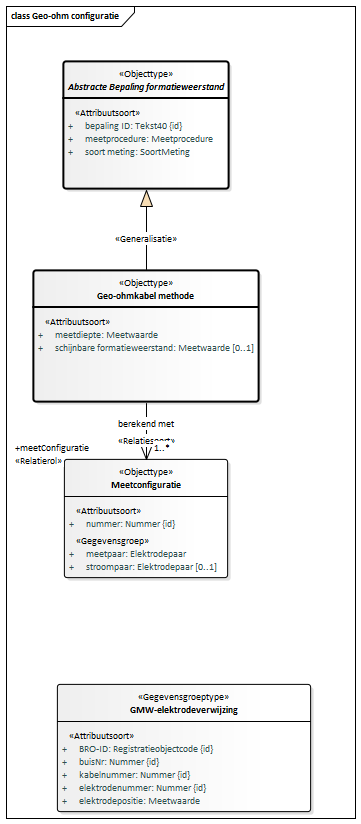 class Geo-ohm configuratie
«Objecttype»
Abstracte Bepaling formatieweerstand
«Attribuutsoort»
+ bepaling ID: Tekst40 {id}
+ meetprocedure: Meetprocedure
+ soort meting: SoortMeting
«Generalisatie»
«Objecttype»
Geo-ohmkabel methode
«Attribuutsoort»
+ meetdiepte: Meetwaarde
+ schijnbare formatieweerstand: Meetwaarde [0..1]
berekend met
«Relatiesoort»
1..*
+meetConfiguratie
«Relatierol»
«Objecttype»
Meetconfiguratie
«Attribuutsoort»
+ nummer: Nummer {id}
«Gegevensgroep»
+ meetpaar: Elektrodepaar
+ stroompaar: Elektrodepaar [0..1]
«Gegevensgroeptype»
GMW-elektrodeverwijzing
«Attribuutsoort»
+ BRO-ID: Registratieobjectcode {id}
+ buisNr: Nummer {id}
+ kabelnummer: Nummer {id}
+ elektrodenummer: Nummer {id}
+ elektrodepositie: Meetwaarde